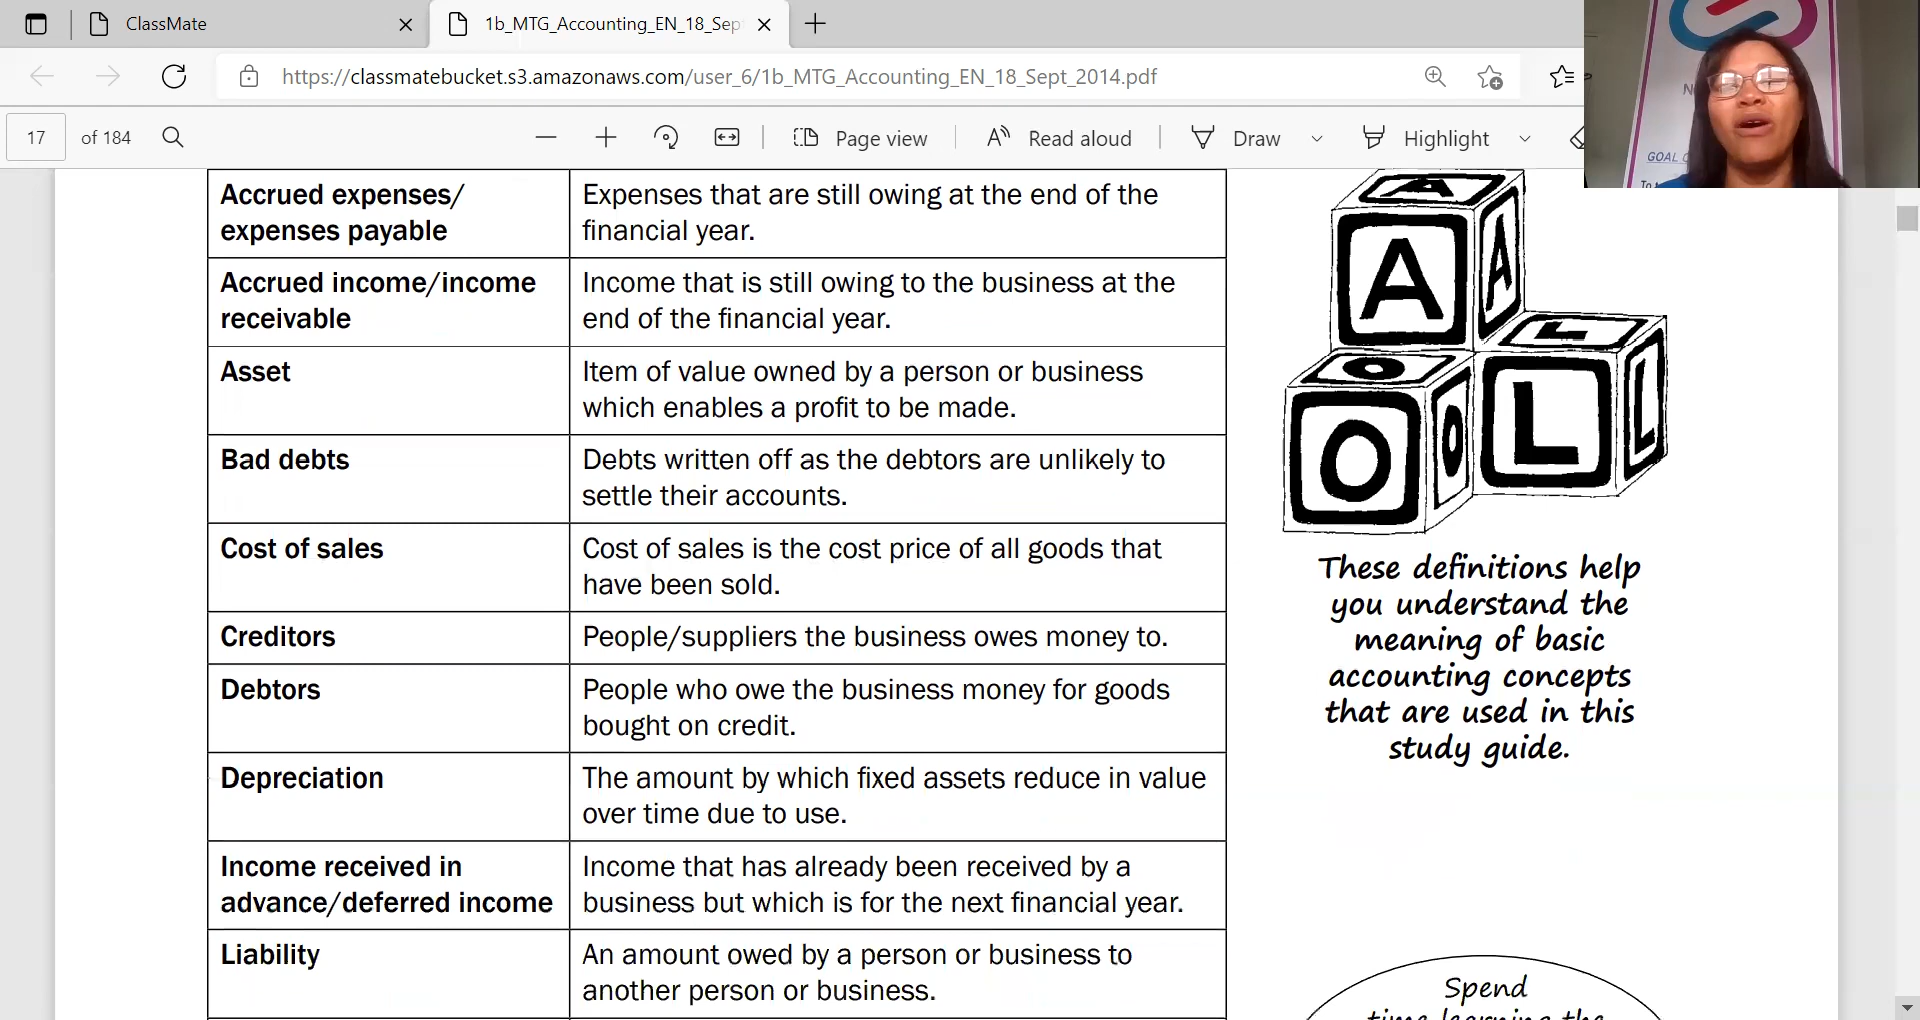 ClassMate
1b_MTG_Accounting_EN_18_Sep
https://classmatebucket.s3.amazonaws.com/user_6/1b_MTG_Accounting_EN_18_Sept_2014.pdf
17 of 184
Page view
Read aloud
Draw
Highlight
GOAL
Accrued expenses/
expenses payable
Expenses that are still owing at the end of the
financial year.
Accrued income/income
receivable
Income that is still owing to the business at the
end of the financial year.
Asset
Item of value owned by a person or business
which enables a profit to be made.
Bad debts
Debts written off as the debtors are unlikely to
settle their accounts.
Cost of sales
Cost of sales is the cost price of all goods that
have been sold.
Creditors
People/suppliers the business owes money to.
Debtors
People who owe the business money for goods
bought on credit.
Depreciation
The amount by which fixed assets reduce in value
over time due to use.
Income received in
advance/deferred income
Income that has already been received by a
business but which is for the next financial year.
Liability
An amount owed by a person or business to
another person or business.
A
A
A
O
O
O
L
L
L
These definitions help
you understand the
meaning of basic
accounting concepts
that are used in this
study guide.
Spend
time learning the